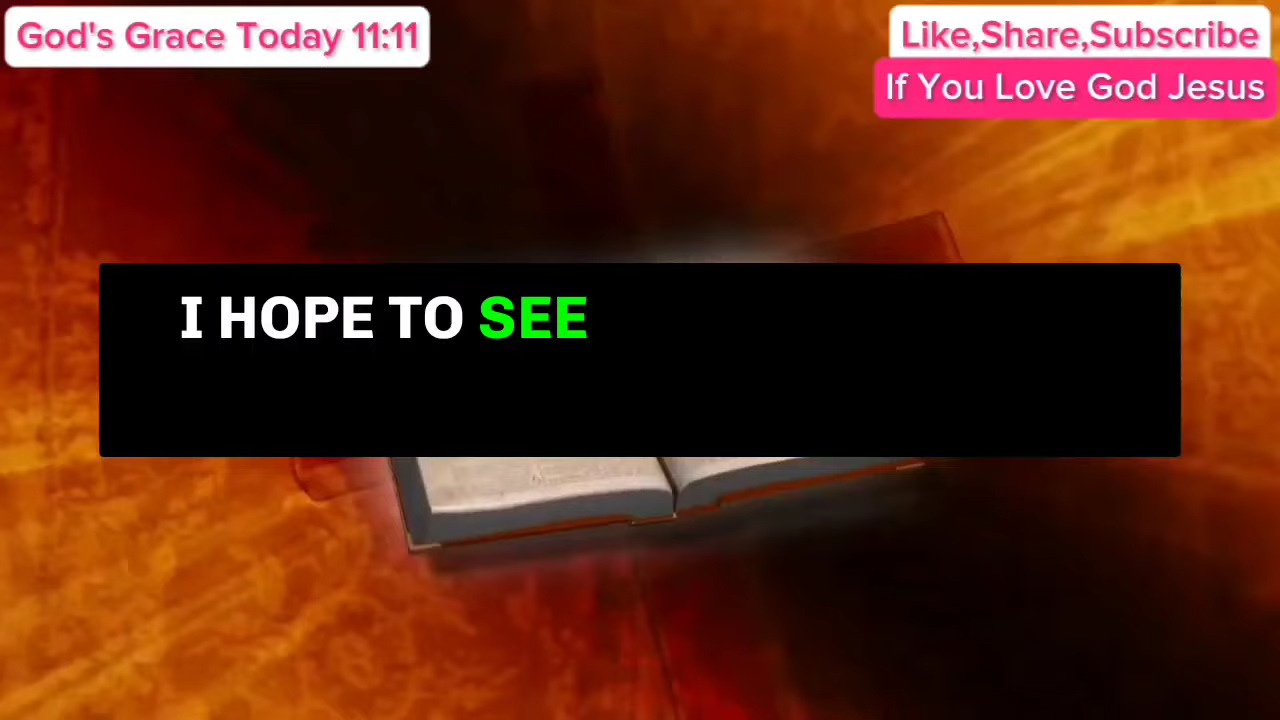 God's Grace Today 11:11
Like,Share,Subscribe
If You Love God Jesus
I HOPE TO SEE